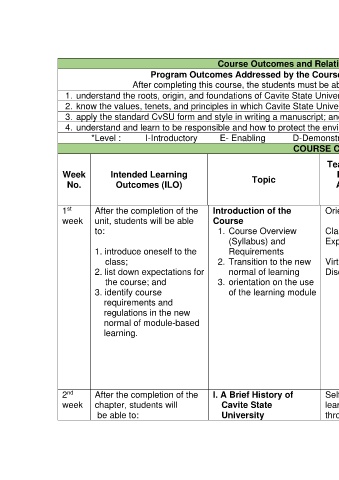 Course Outcomes and Relati
Program Outcomes Addressed by the Cours
After completing this course, the students must be ab
1. understand the roots, origin, and foundations of Cavite State Univer
2. know the values, tenets, and principles in which Cavite State Unive
3. apply the standard CvSU form and style in writing a manuscript; an
4. understand and learn to be responsible and how to protect the envi
*Level : I-Introductory E- Enabling D-Demonst
COURSE C
Week No.
Intended Learning Outcomes (ILO)
Topic
Tea
1st week
After the completion of the
unit, students will be able
to:
1. introduce oneself to the
class;
2. list down expectations for
the course; and
3. identify course
requirements and
regulations in the new
normal of module-based
learning.
Introduction of the
Course
1. Course Overview
(Syllabus) and
Requirements
2. Transition to the new
normal of learning
3. orientation on the use
of the learning module
Orie
Cla
Exp
Virt
Disc
2nd week
After the completion of the
chapter, students will
be able to:
I. A Brief History of
Cavite State
University
Self
lear
thro